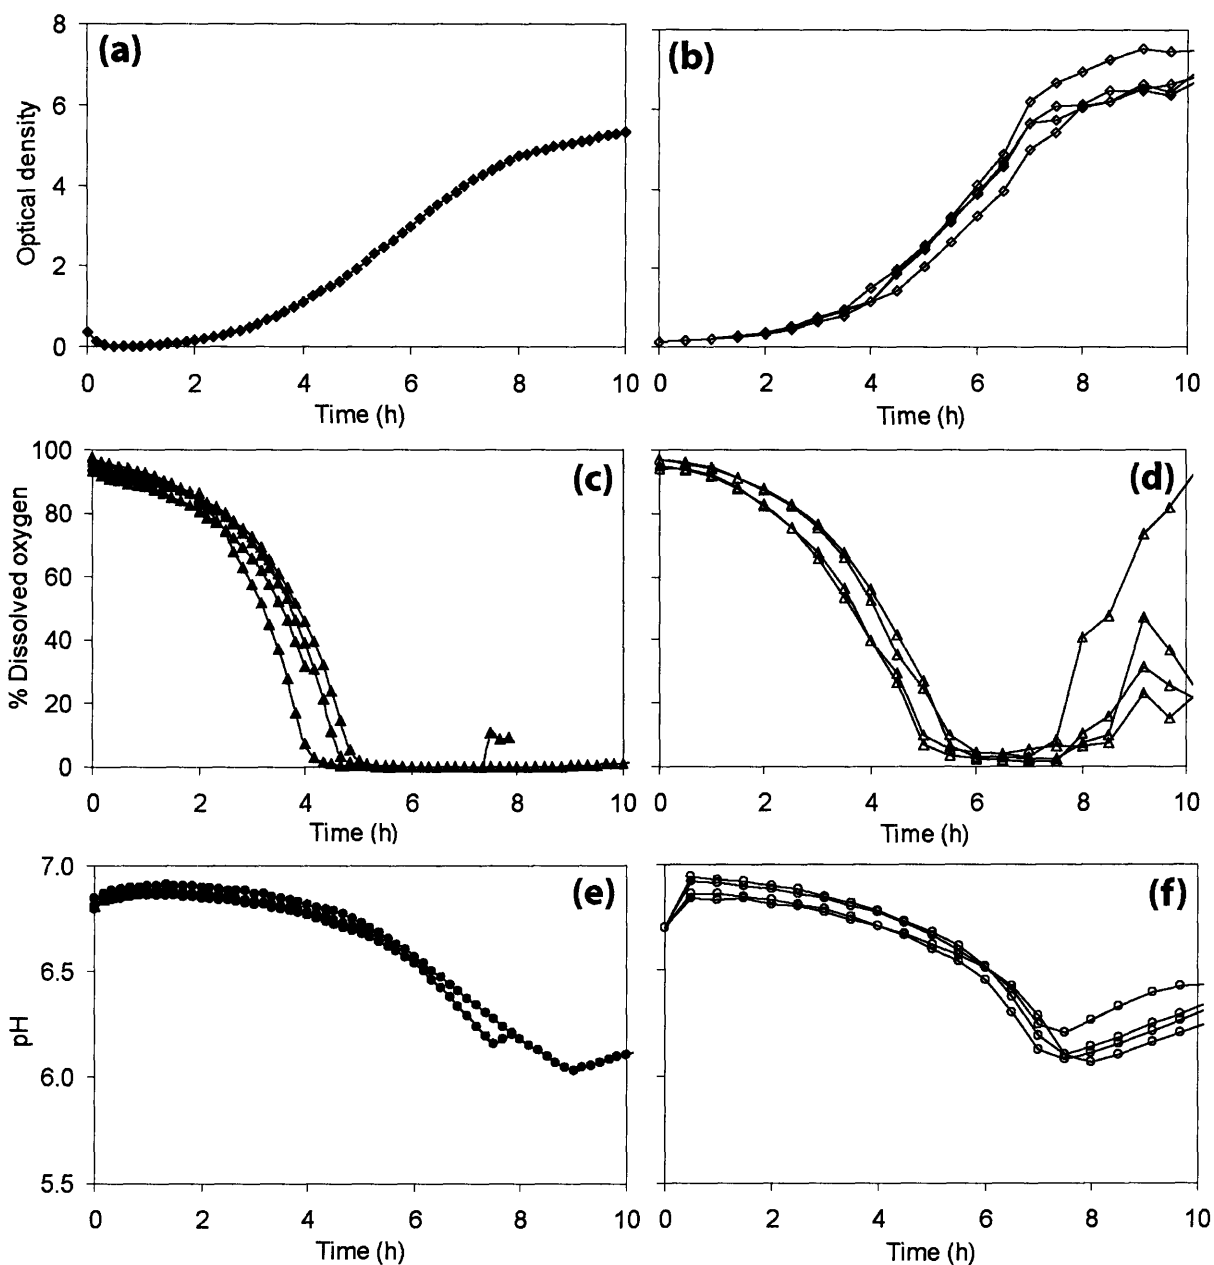 (a)
Optical density
8
6
4
2
0
0 2 4 6 8 10
Time (h)
(b)
0 2 4 6 8 10
Time (h)
(c)
% Dissolved oxygen
100
80
60
40
20
0
0 2 4 6 8 10
Time (h)
(d)
0 2 4 6 8 10
Time (h)
(e)
pH
7.0
6.5
6.0
5.5
0 2 4 6 8 10
Time (h)
(f)
0 2 4 6 8 10
Time (h)